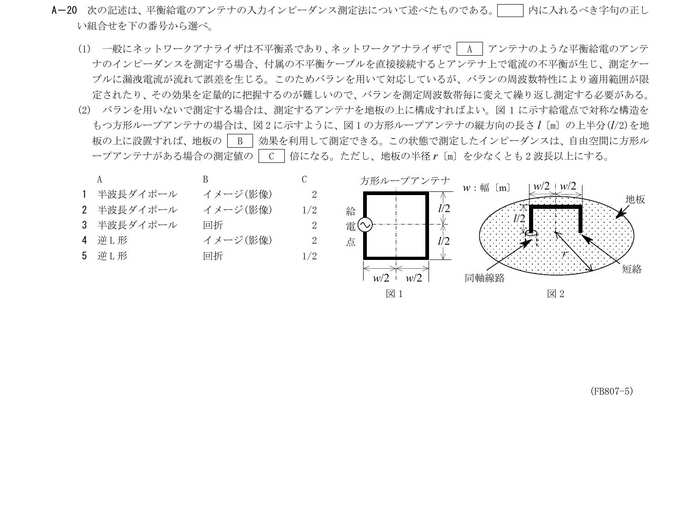 A－20 次の記述は、平衡給電のアンテナの入力インピーダンス測定法について述べたものである。 内に入れるべき字句の正しい組合せを下の番号から選べ。
(1) 一般にネットワークアナライザは不平衡系であり、ネットワークアナライザで A アンテナのような平衡給電のアンテナのインピーダンスを測定する場合、付属の不平衡ケーブルを直接接続するとアンテナ上で電流の不平衡が生じ、測定ケーブルに漏洩電流が流れて誤差を生じる。このためバランを用いて対応しているが、バランの周波数特性により適用範囲が限定されたり、その効果を定量的に把握するのが難しいので、バランを測定周波数帯毎に変えて繰り返し測定する必要がある。
(2) バランを用いないで測定する場合は、測定するアンテナを地板の上に構成すればよい。図1に示す給電点で対称な構造をもつ方形ループアンテナの場合は、図2に示すように、図1の方形ループアンテナの縦方向の長さ l〔m〕の上半分(l/2)を地板の上に設置すれば、地板の B 効果を利用して測定できる。この状態で測定したインピーダンスは、自由空間に方形ループアンテナがある場合の測定値の C 倍になる。ただし、地板の半径 r〔m〕を少なくとも2波長以上にする。
A B C
1 半波長ダイポール イメージ(影像) 2
2 半波長ダイポール イメージ(影像) 1/2
3 半波長ダイポール 回折 2
4 逆L形 イメージ(影像) 2
5 逆L形 回折 1/2
方形ループアンテナ
給電点
l/2
l/2
w/2 w/2
図1
w：幅〔m〕
w/2 w/2
地板
l/2
r
同軸線路
短絡
図2
(FB807-5)